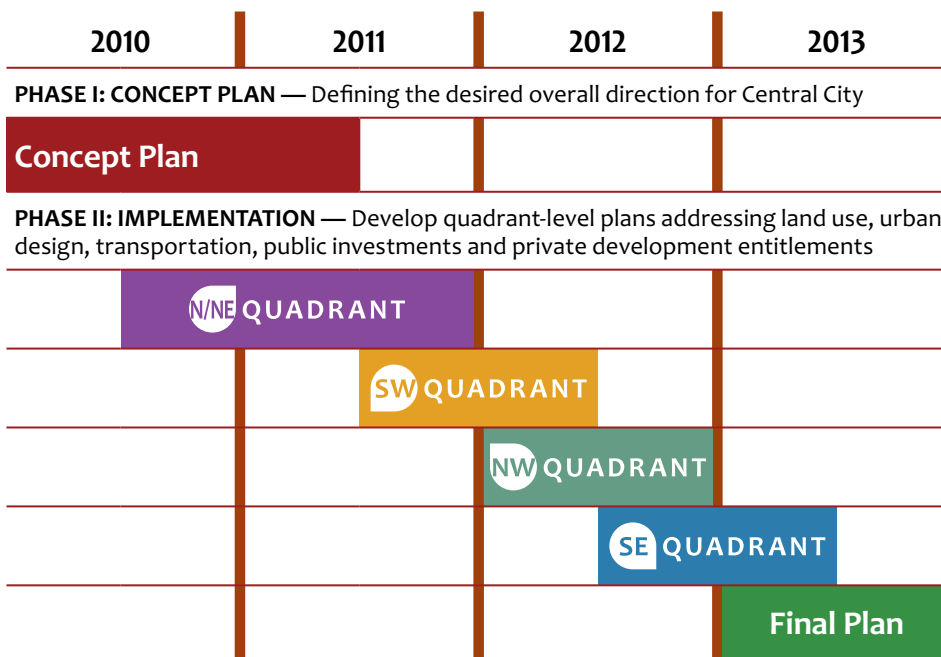 2010 2011 2012 2013
PHASE I: CONCEPT PLAN — Defining the desired overall direction for Central City
Concept Plan
PHASE II: IMPLEMENTATION — Develop quadrant-level plans addressing land use, urban
design, transportation, public investments and private development entitlements
N/NE QUADRANT
SW QUADRANT
NW QUADRANT
SE QUADRANT
Final Plan